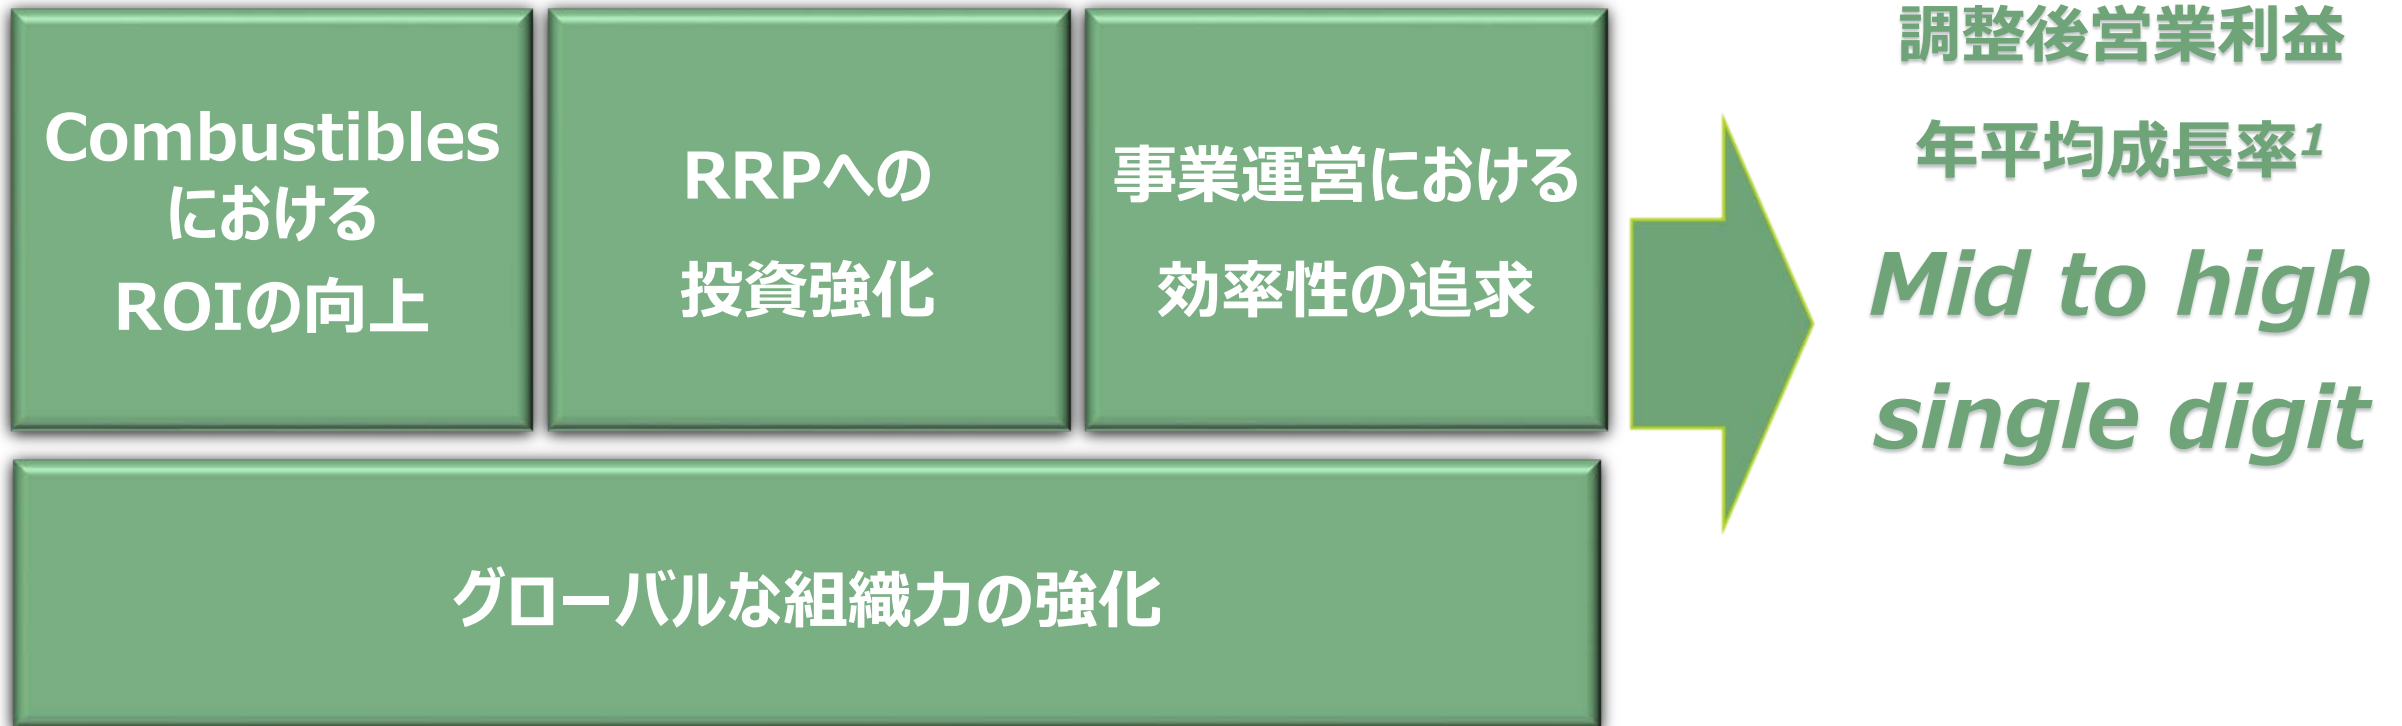 Combustibles
における
ROIの向上
RRPへの
投資強化
事業運営における
効率性の追求
グローバルな組織力の強化
調整後営業利益
年平均成長率1
Mid to high
single digit